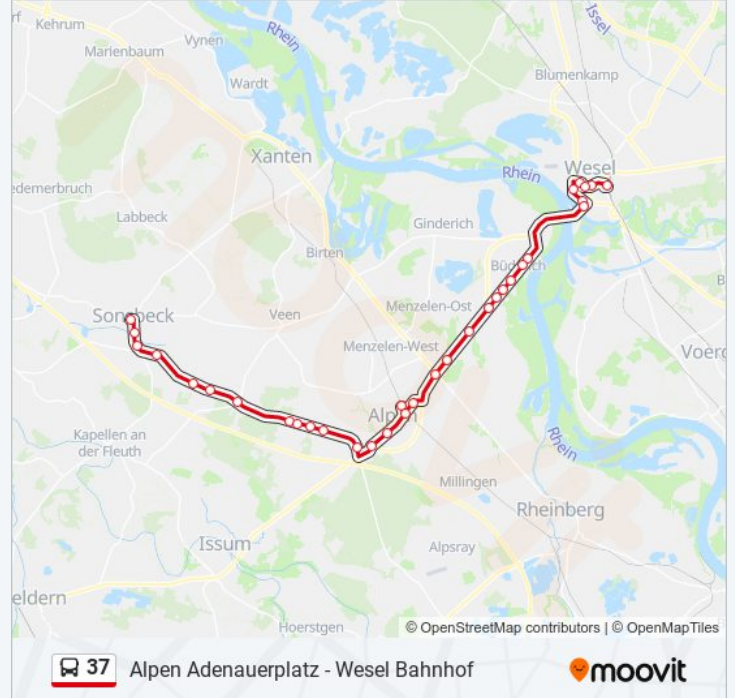 Kehrum
Rhein
Issel
Vynen
Marienbaum
Blumenkamp
Wardt
Xanten
Wesel
Rhein
edemerbruch
Labbeck
Ginderich
Birten
Sonsbeck
Veen
Menzelen-Ost
Menzelen-West
Voerd
Alpen
Kapellen an
der Fleuth
Rhein
Millingen
Rheinberg
Issum
Alpsray
eldern
Hoerstgen
© OpenStreetMap contributors | © OpenMapTiles
37 Alpen Adenauerplatz - Wesel Bahnhof
moovit